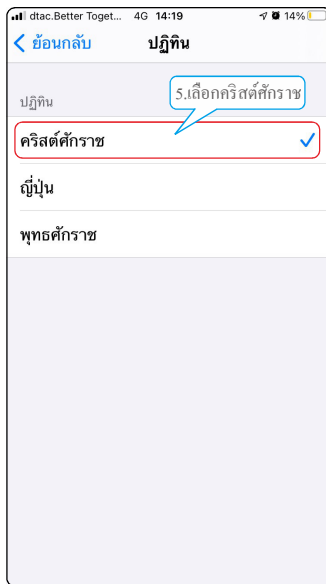 dtac.Better Toget... 4G 14:19 14%
ย้อนกลับ ปฏิทิน
ปฏิทิน
5.เลือกคริสต์ศักราช
คริสต์ศักราช
ญี่ปุ่น
พุทธศักราช